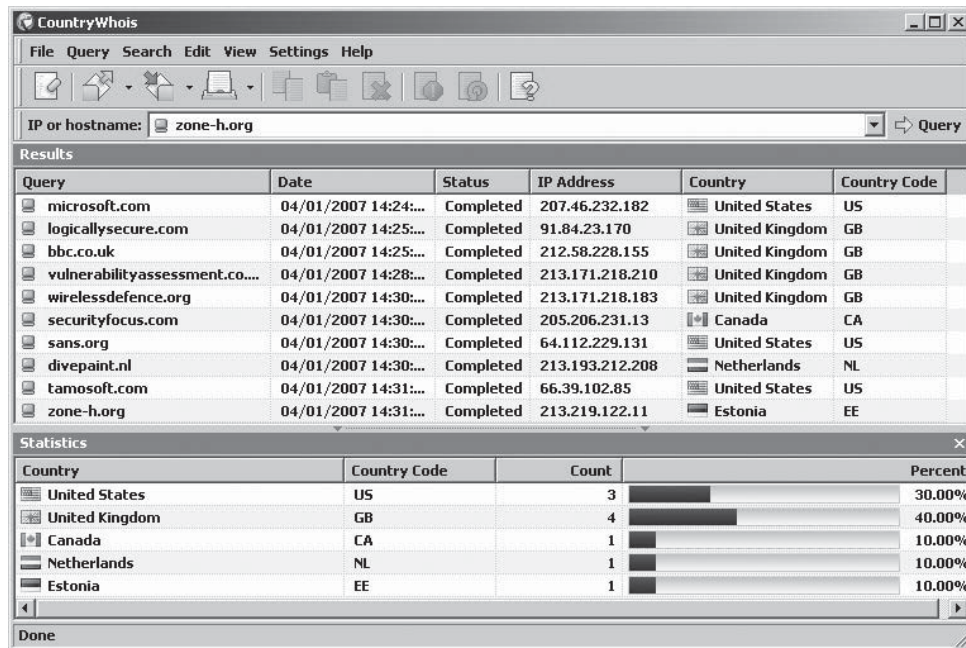 CountryWhois
File Query Search Edit View Settings Help
IP or hostname: zone-h.org Query
Results
Query Date Status IP Address Country Country Code
microsoft.com 04/01/2007 14:24:... Completed 207.46.232.182 United States US
logicallysecure.com 04/01/2007 14:25:... Completed 91.84.23.170 United Kingdom GB
bbc.co.uk 04/01/2007 14:25:... Completed 212.58.228.155 United Kingdom GB
vulnerabilityassessment.co.... 04/01/2007 14:28:... Completed 213.171.218.210 United Kingdom GB
wirelessdefence.org 04/01/2007 14:30:... Completed 213.171.218.183 United Kingdom GB
securityfocus.com 04/01/2007 14:30:... Completed 205.206.231.13 Canada CA
sans.org 04/01/2007 14:30:... Completed 64.112.229.131 United States US
divepaint.nl 04/01/2007 14:30:... Completed 213.193.212.208 Netherlands NL
tamosoft.com 04/01/2007 14:31:... Completed 66.39.102.85 United States US
zone-h.org 04/01/2007 14:31:... Completed 213.219.122.11 Estonia EE
Statistics
Country Country Code Count Percent
United States US 3 30.00%
United Kingdom GB 4 40.00%
Canada CA 1 10.00%
Netherlands NL 1 10.00%
Estonia EE 1 10.00%
Done